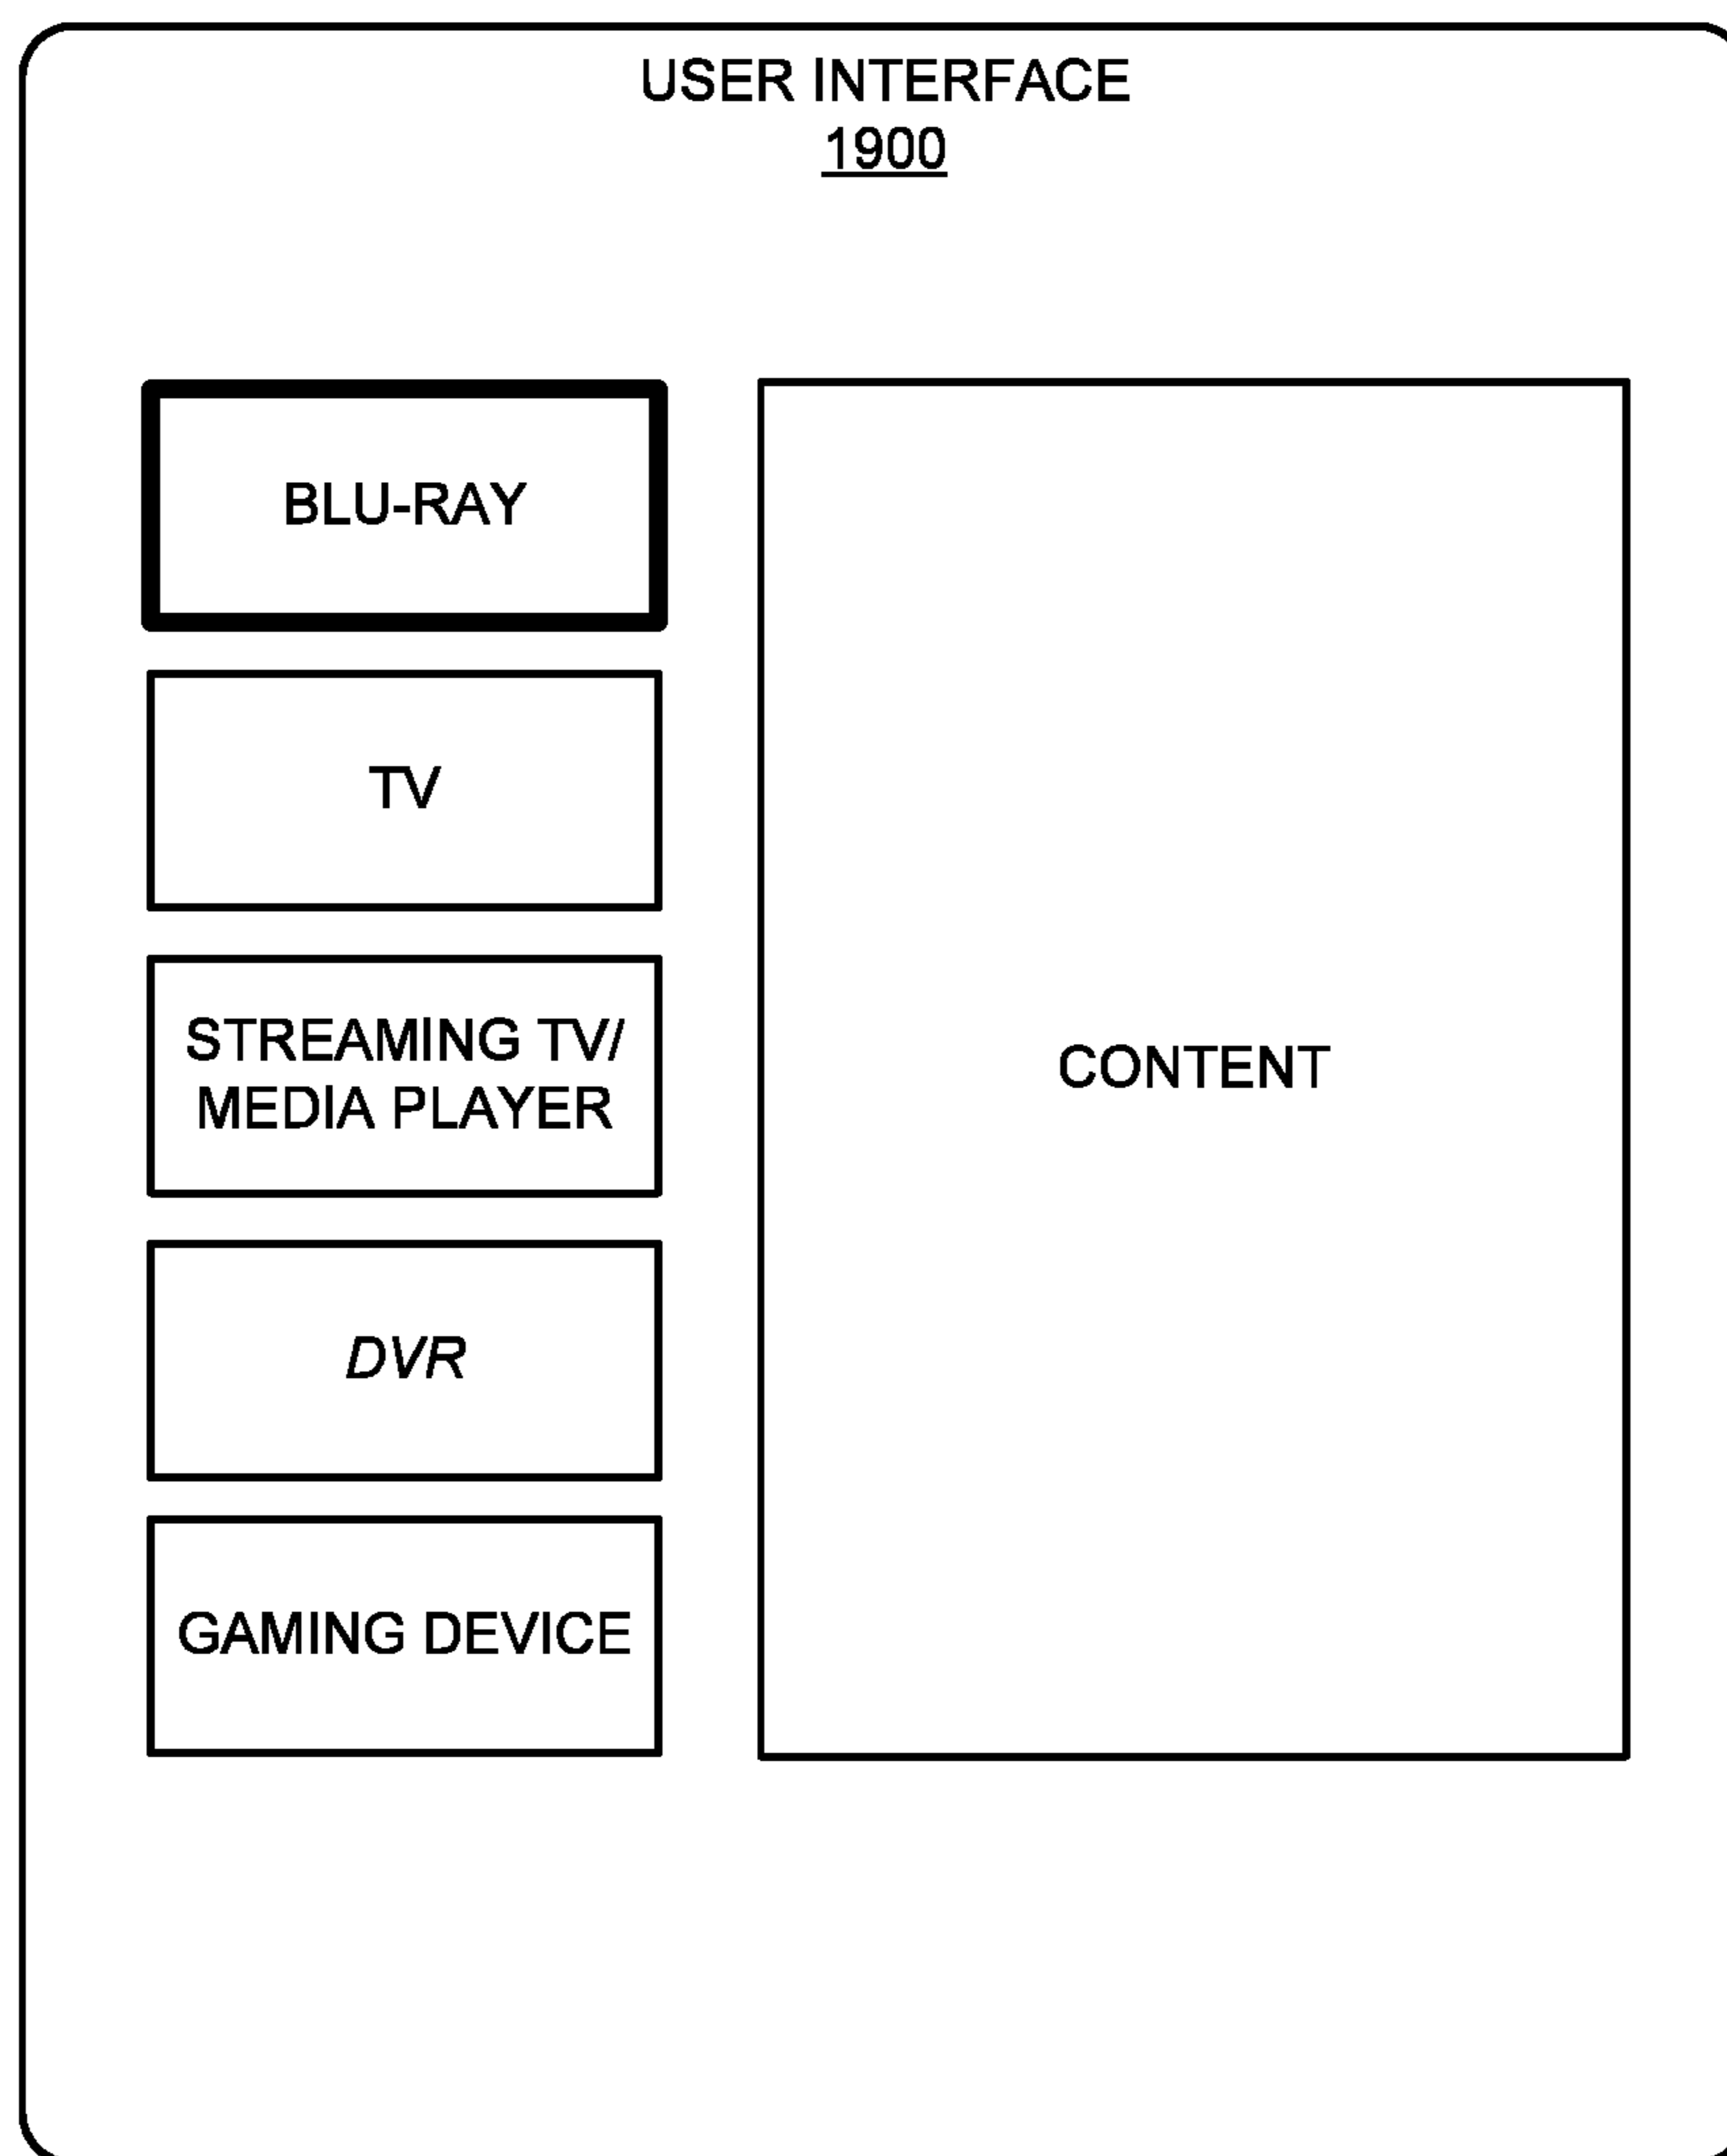 USER INTERFACE
1900
BLU-RAY
TV
STREAMING TV/
MEDIA PLAYER
DVR
GAMING DEVICE
CONTENT